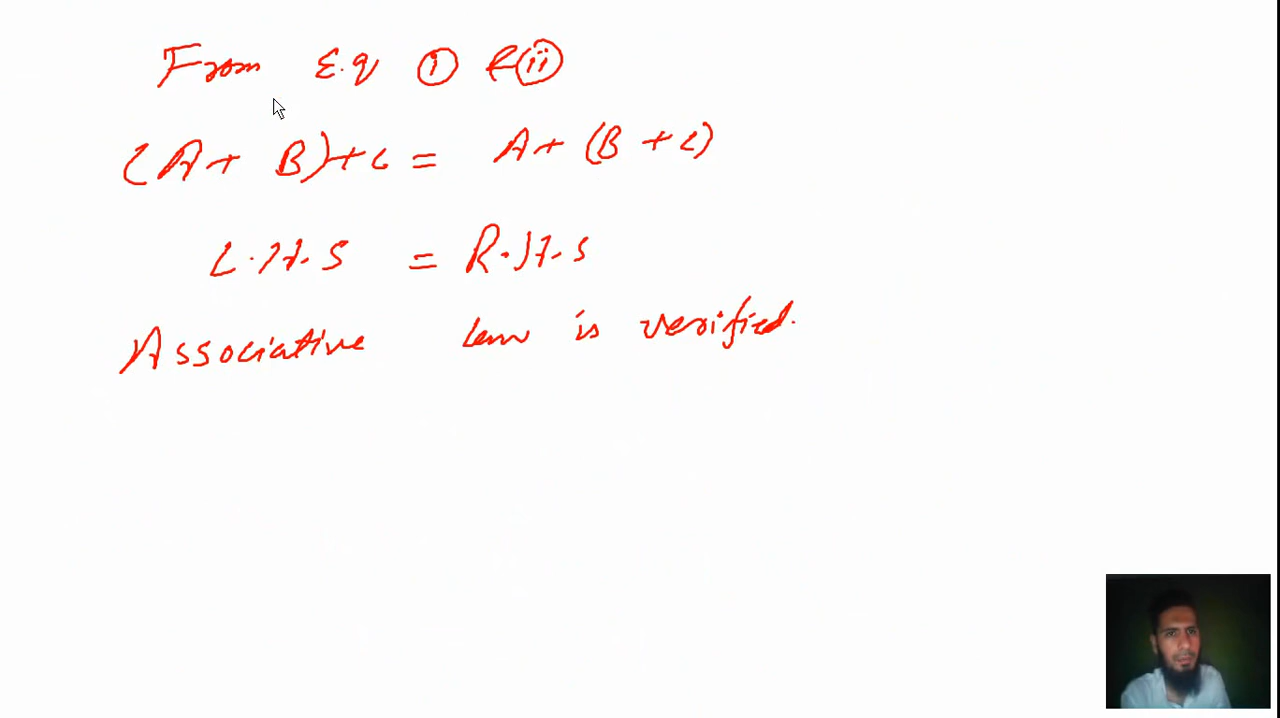 From E.q (i) & (ii)
(A + B) + C = A + (B + C)
L.H.S = R.H.S
Associative law is verified.